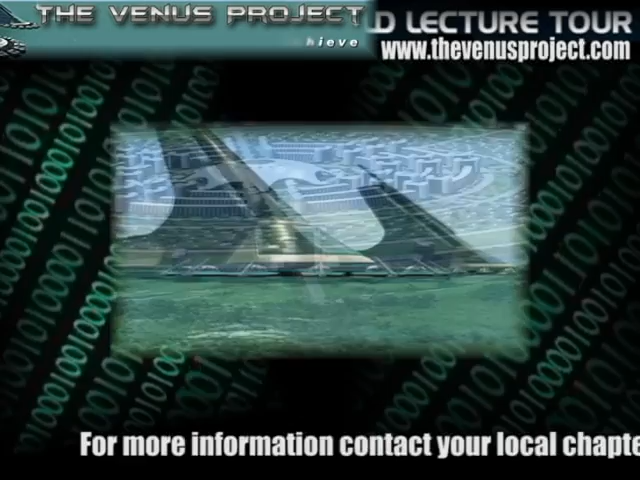 THE VENUS PROJECT
D LECTURE TOUR
hieve
www.thevenusproject.com
For more information contact your local chapte